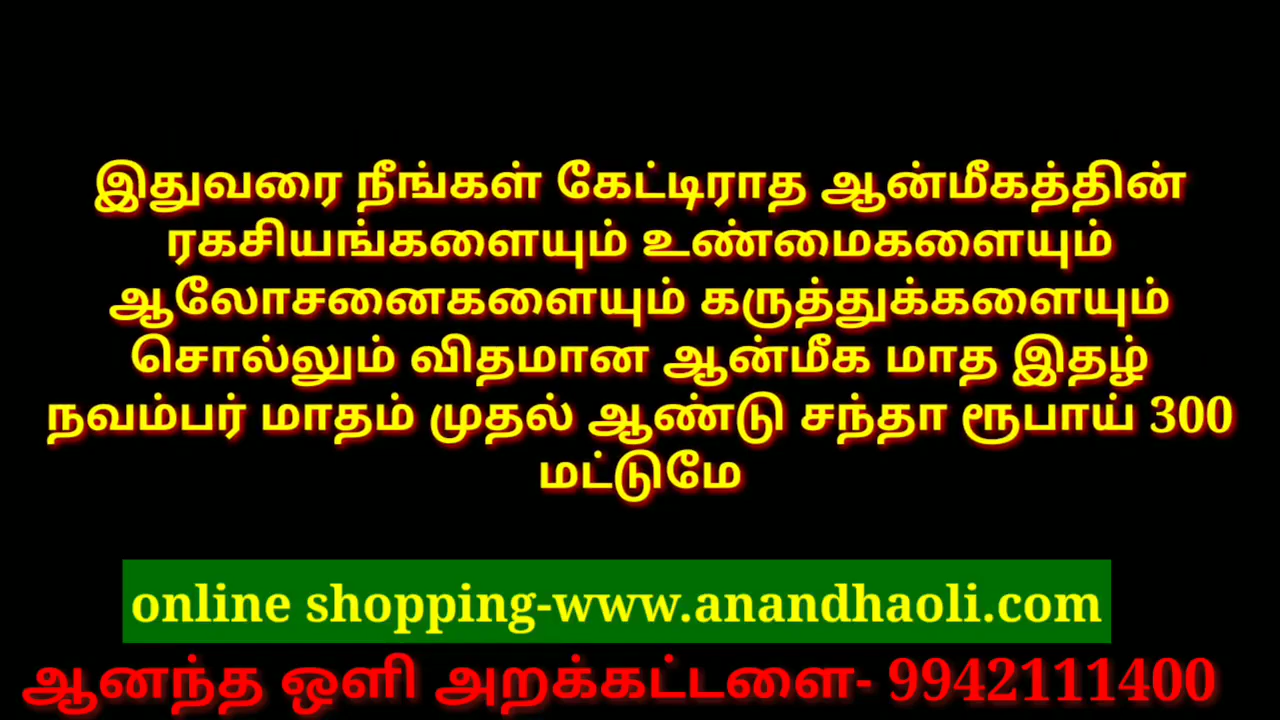 இதுவரை நீங்கள் கேட்டிராத ஆன்மீகத்தின்
ரகசியங்களையும் உண்மைகளையும்
ஆலோசனைகளையும் கருத்துக்களையும்
சொல்லும் விதமான ஆன்மீக மாத இதழ்
நவம்பர் மாதம் முதல் ஆண்டு சந்தா ரூபாய் 300
மட்டுமே
online shopping-www.anandhaoli.com
ஆனந்த ஒளி அறக்கட்டளை- 9942111400